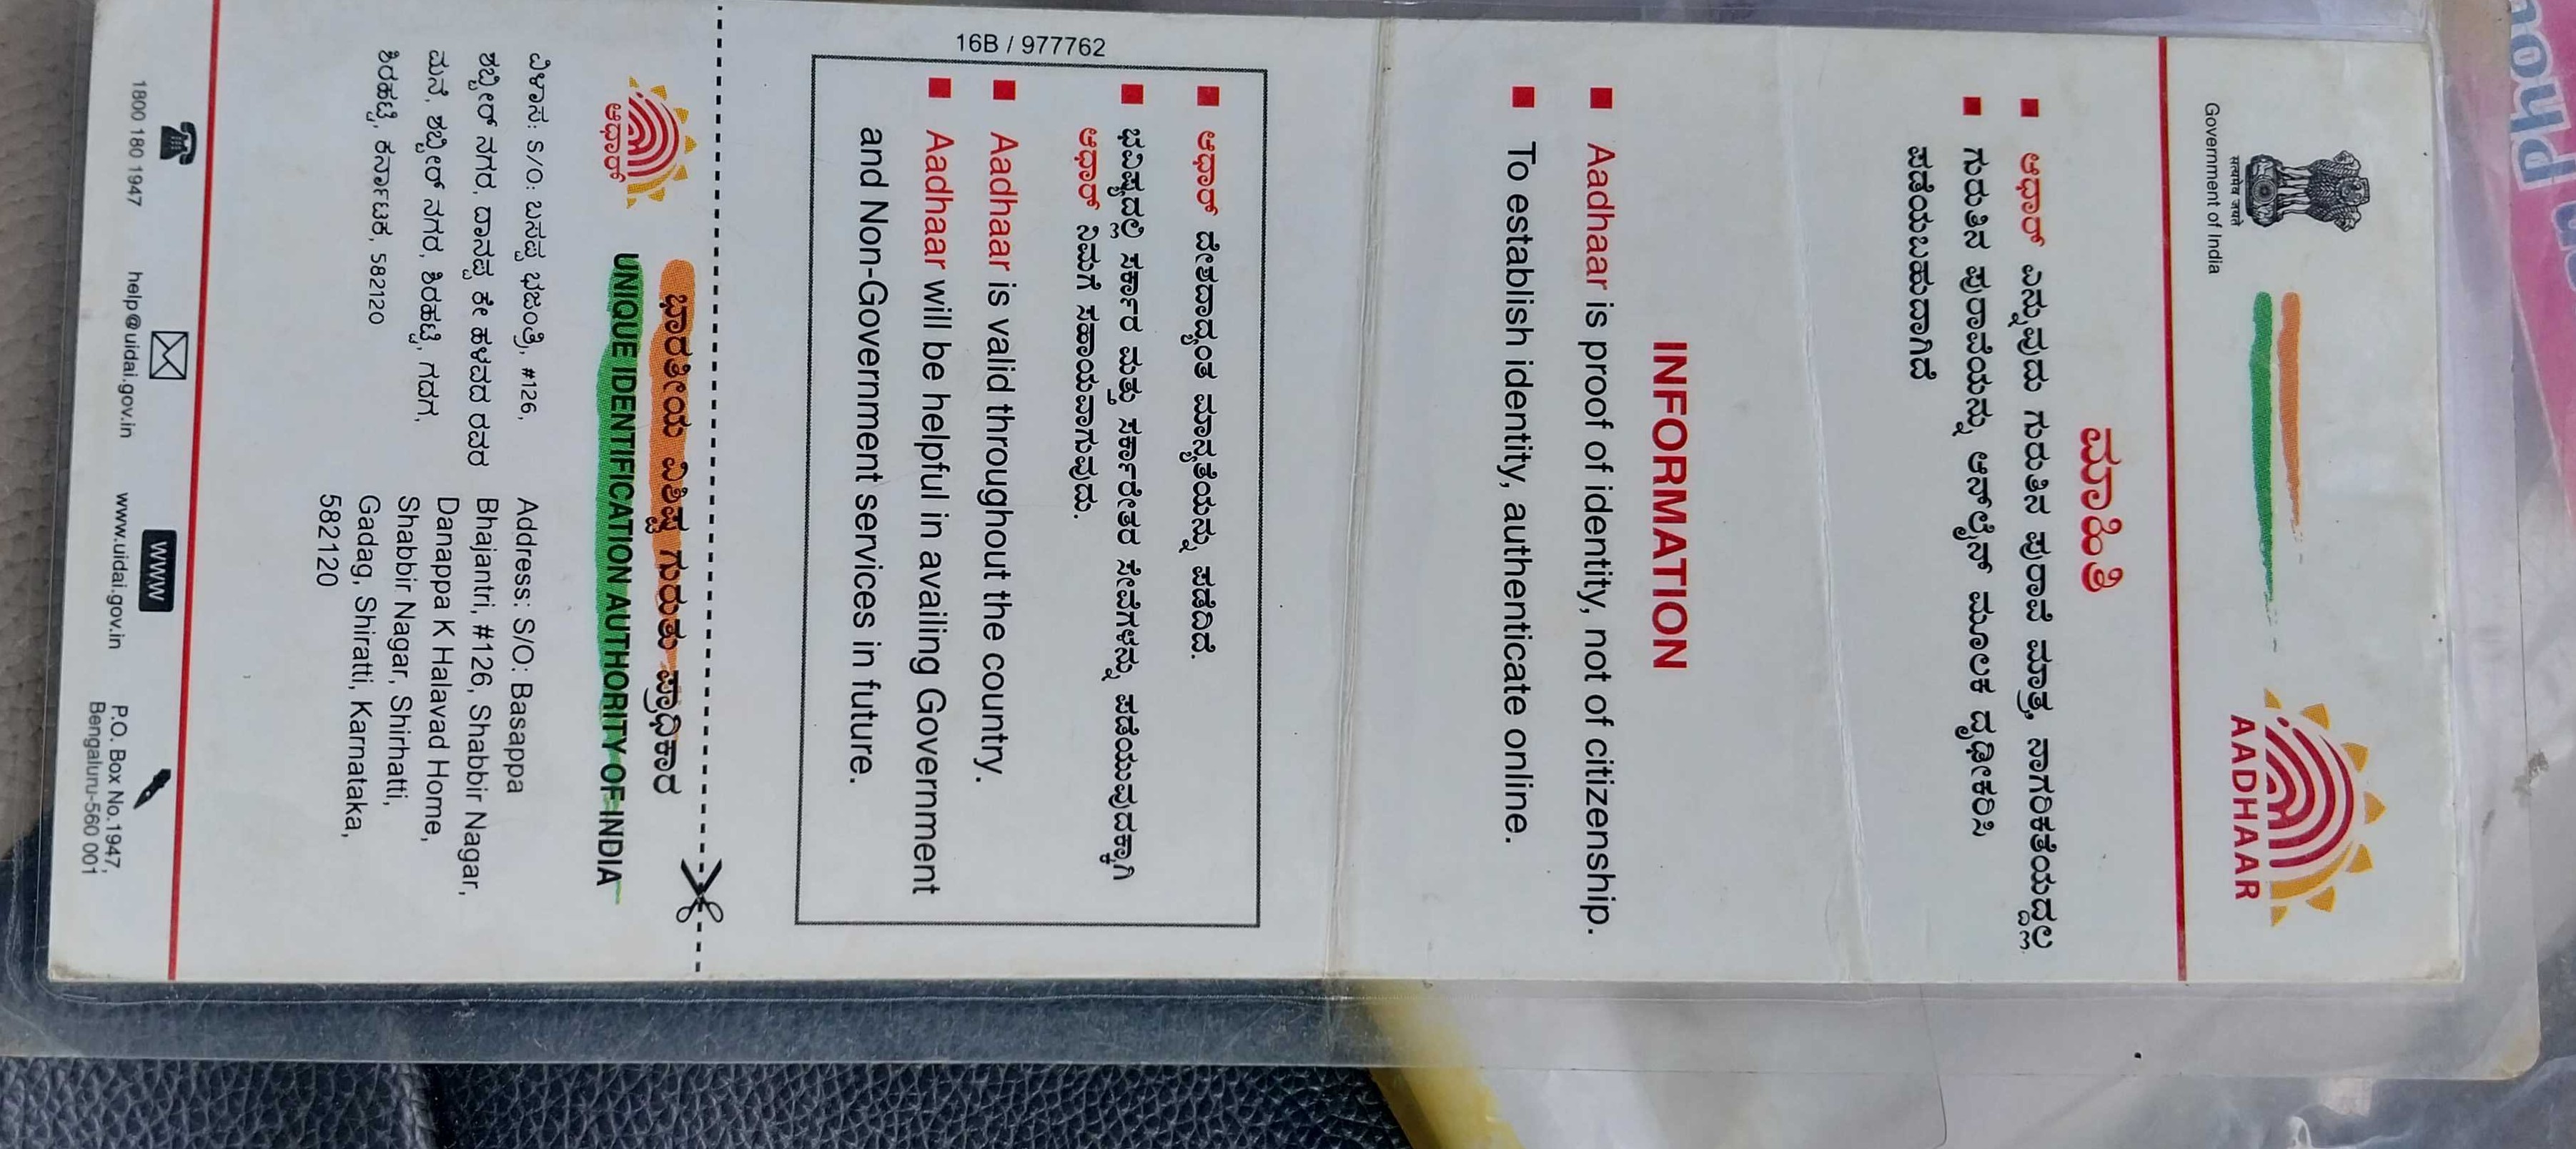 सत्यमेव जयते
Government of India
AADHAAR
ಮಾಹಿತಿ
■ ಆಧಾರ್ ಎನ್ನುವುದು ಗುರುತಿನ ಪುರಾವೆ ಮಾತ್ರ, ನಾಗರಿಕತೆಯದ್ದಲ್ಲ
■ ಗುರುತಿನ ಪುರಾವೆಯನ್ನು ಆನ್‌ಲೈನ್ ಮೂಲಕ ದೃಢೀಕರಿಸಿ
ಪಡೆಯಬಹುದಾಗಿದೆ
INFORMATION
■ Aadhaar is proof of identity, not of citizenship.
■ To establish identity, authenticate online.
16B / 977762
■ ಆಧಾರ್ ದೇಶದಾದ್ಯಂತ ಮಾನ್ಯತೆಯನ್ನು ಪಡೆದಿದೆ.
■ ಭವಿಷ್ಯದಲ್ಲಿ ಸರ್ಕಾರ ಮತ್ತು ಸರ್ಕಾರೇತರ ಸೇವೆಗಳನ್ನು ಪಡೆಯುವುದಕ್ಕಾಗಿ
ಆಧಾರ್ ನಿಮಗೆ ಸಹಾಯವಾಗುವುದು.
■ Aadhaar is valid throughout the country.
■ Aadhaar will be helpful in availing Government
and Non-Government services in future.
ಆಧಾರ್
ಭಾರತೀಯ ವಿಶಿಷ್ಟ ಗುರುತು ಪ್ರಾಧಿಕಾರ
UNIQUE IDENTIFICATION AUTHORITY OF INDIA
ವಿಳಾಸ: S/O: ಬಸಪ್ಪ ಭಜಂತ್ರಿ, #126,
ಶಬ್ಬೀರ್ ನಗರ, ದಾನಪ್ಪ ಕೇ ಹಳವದ ರವರ
ಮನೆ, ಶಬ್ಬೀರ್ ನಗರ, ಶಿರಹಟ್ಟಿ, ಗದಗ,
ಶಿರಹಟ್ಟಿ, ಕರ್ನಾಟಕ, 582120
Address: S/O: Basappa
Bhajantri, #126, Shabbir Nagar,
Danappa K Halavad Home,
Shabbir Nagar, Shirhatti,
Gadag, Shiratti, Karnataka,
582120
1800 180 1947
help@uidai.gov.in
www
www.uidai.gov.in
P.O. Box No.1947,
Bengaluru-560 001